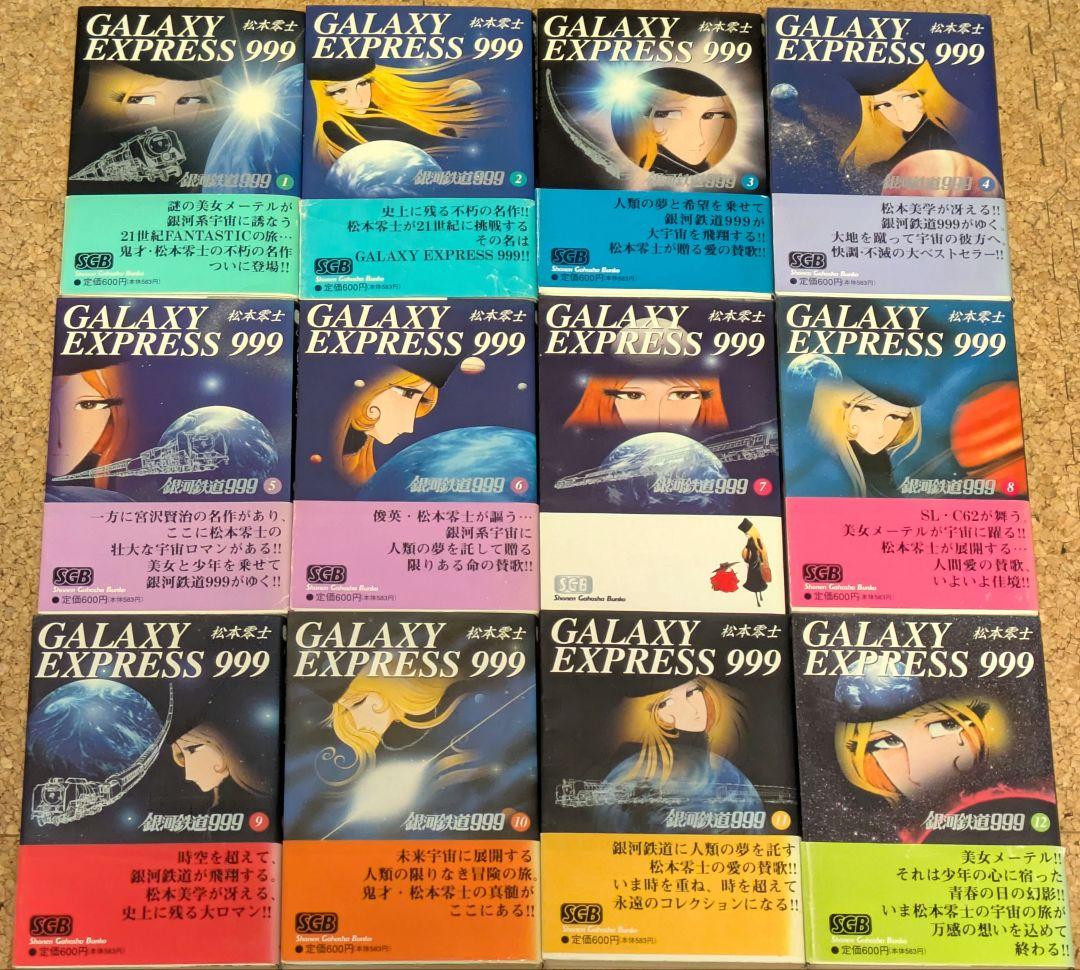 GALAXY
EXPRESS 999
松本零士
銀河鉄道999 1
謎の美女メーテルが
銀河系宇宙に誘なう
21世紀FANTASTICの旅…
鬼才・松本零士の不朽の名作
ついに登場!!
SGB
Shonen Gahosha Bunko
● 定価600円(本体583円)
GALAXY
EXPRESS 999
松本零士
銀河鉄道999 2
史上に残る不朽の名作!!
松本零士が21世紀に挑戦する
その名は
GALAXY EXPRESS 999!!
SGB
Shonen Gahosha Bunko
● 定価600円(本体583円)
GALAXY
EXPRESS 999
松本零士
銀河鉄道999 3
人類の夢と希望を乗せて
銀河鉄道999が
大宇宙を飛翔する!!
松本零士が贈る愛の賛歌!!
SGB
Shonen Gahosha Bunko
● 定価600円(本体583円)
GALAXY
EXPRESS 999
松本零士
銀河鉄道999 4
松本美学が冴える!!
銀河鉄道999がゆく
大地を蹴って宇宙の彼方へ
快調・不滅の大ベストセラー!!
SGB
Shonen Gahosha Bunko
● 定価600円(本体583円)
GALAXY
EXPRESS 999
松本零士
銀河鉄道999 5
一方に宮沢賢治の名作があり、
ここに松本零士の
壮大な宇宙ロマンがある!!
美女と少年を乗せて
銀河鉄道999がゆく!!
SGB
Shonen Gahosha Bunko
● 定価600円(本体583円)
GALAXY
EXPRESS 999
松本零士
銀河鉄道999 6
俊英・松本零士が謳う…
銀河系宇宙に
人類の夢を託して贈る
限りある命の賛歌!!
SGB
Shonen Gahosha Bunko
● 定価600円(本体583円)
GALAXY
EXPRESS 999
松本零士
銀河鉄道999 7
SGB
Shonen Gahosha Bunko
GALAXY
EXPRESS 999
松本零士
銀河鉄道999 8
SL・C62が舞う。
美女メーテルが宇宙に躍る!!
松本零士が展開する…
人間愛の賛歌、
いよいよ佳境!!
SGB
Shonen Gahosha Bunko
● 定価600円(本体583円)
GALAXY
EXPRESS 999
松本零士
銀河鉄道999 9
時空を超えて、
銀河鉄道が飛翔する。
松本美学が冴える、
史上に残る大ロマン!!
SGB
Shonen Gahosha Bunko
● 定価600円(本体583円)
GALAXY
EXPRESS 999
松本零士
銀河鉄道999 10
未来宇宙に展開する
人類の限りなき冒険の旅。
鬼才・松本零士の真髄が
ここにある!!
SGB
Shonen Gahosha Bunko
● 定価600円(本体583円)
GALAXY
EXPRESS 999
松本零士
銀河鉄道999 11
銀河鉄道に人類の夢を託す
松本零士の愛の賛歌!!
いま時を重ね、時を超えて
永遠のコレクションになる!!
SGB
Shonen Gahosha Bunko
● 定価600円(本体583円)
GALAXY
EXPRESS 999
松本零士
銀河鉄道999 12
美女メーテル!!
それは少年の心に宿った
青春の日の幻影!!
いま松本零士の宇宙の旅が
万感の想いを込めて
終わる!!
SGB
Shonen Gahosha Bunko
● 定価600円(本体583円)